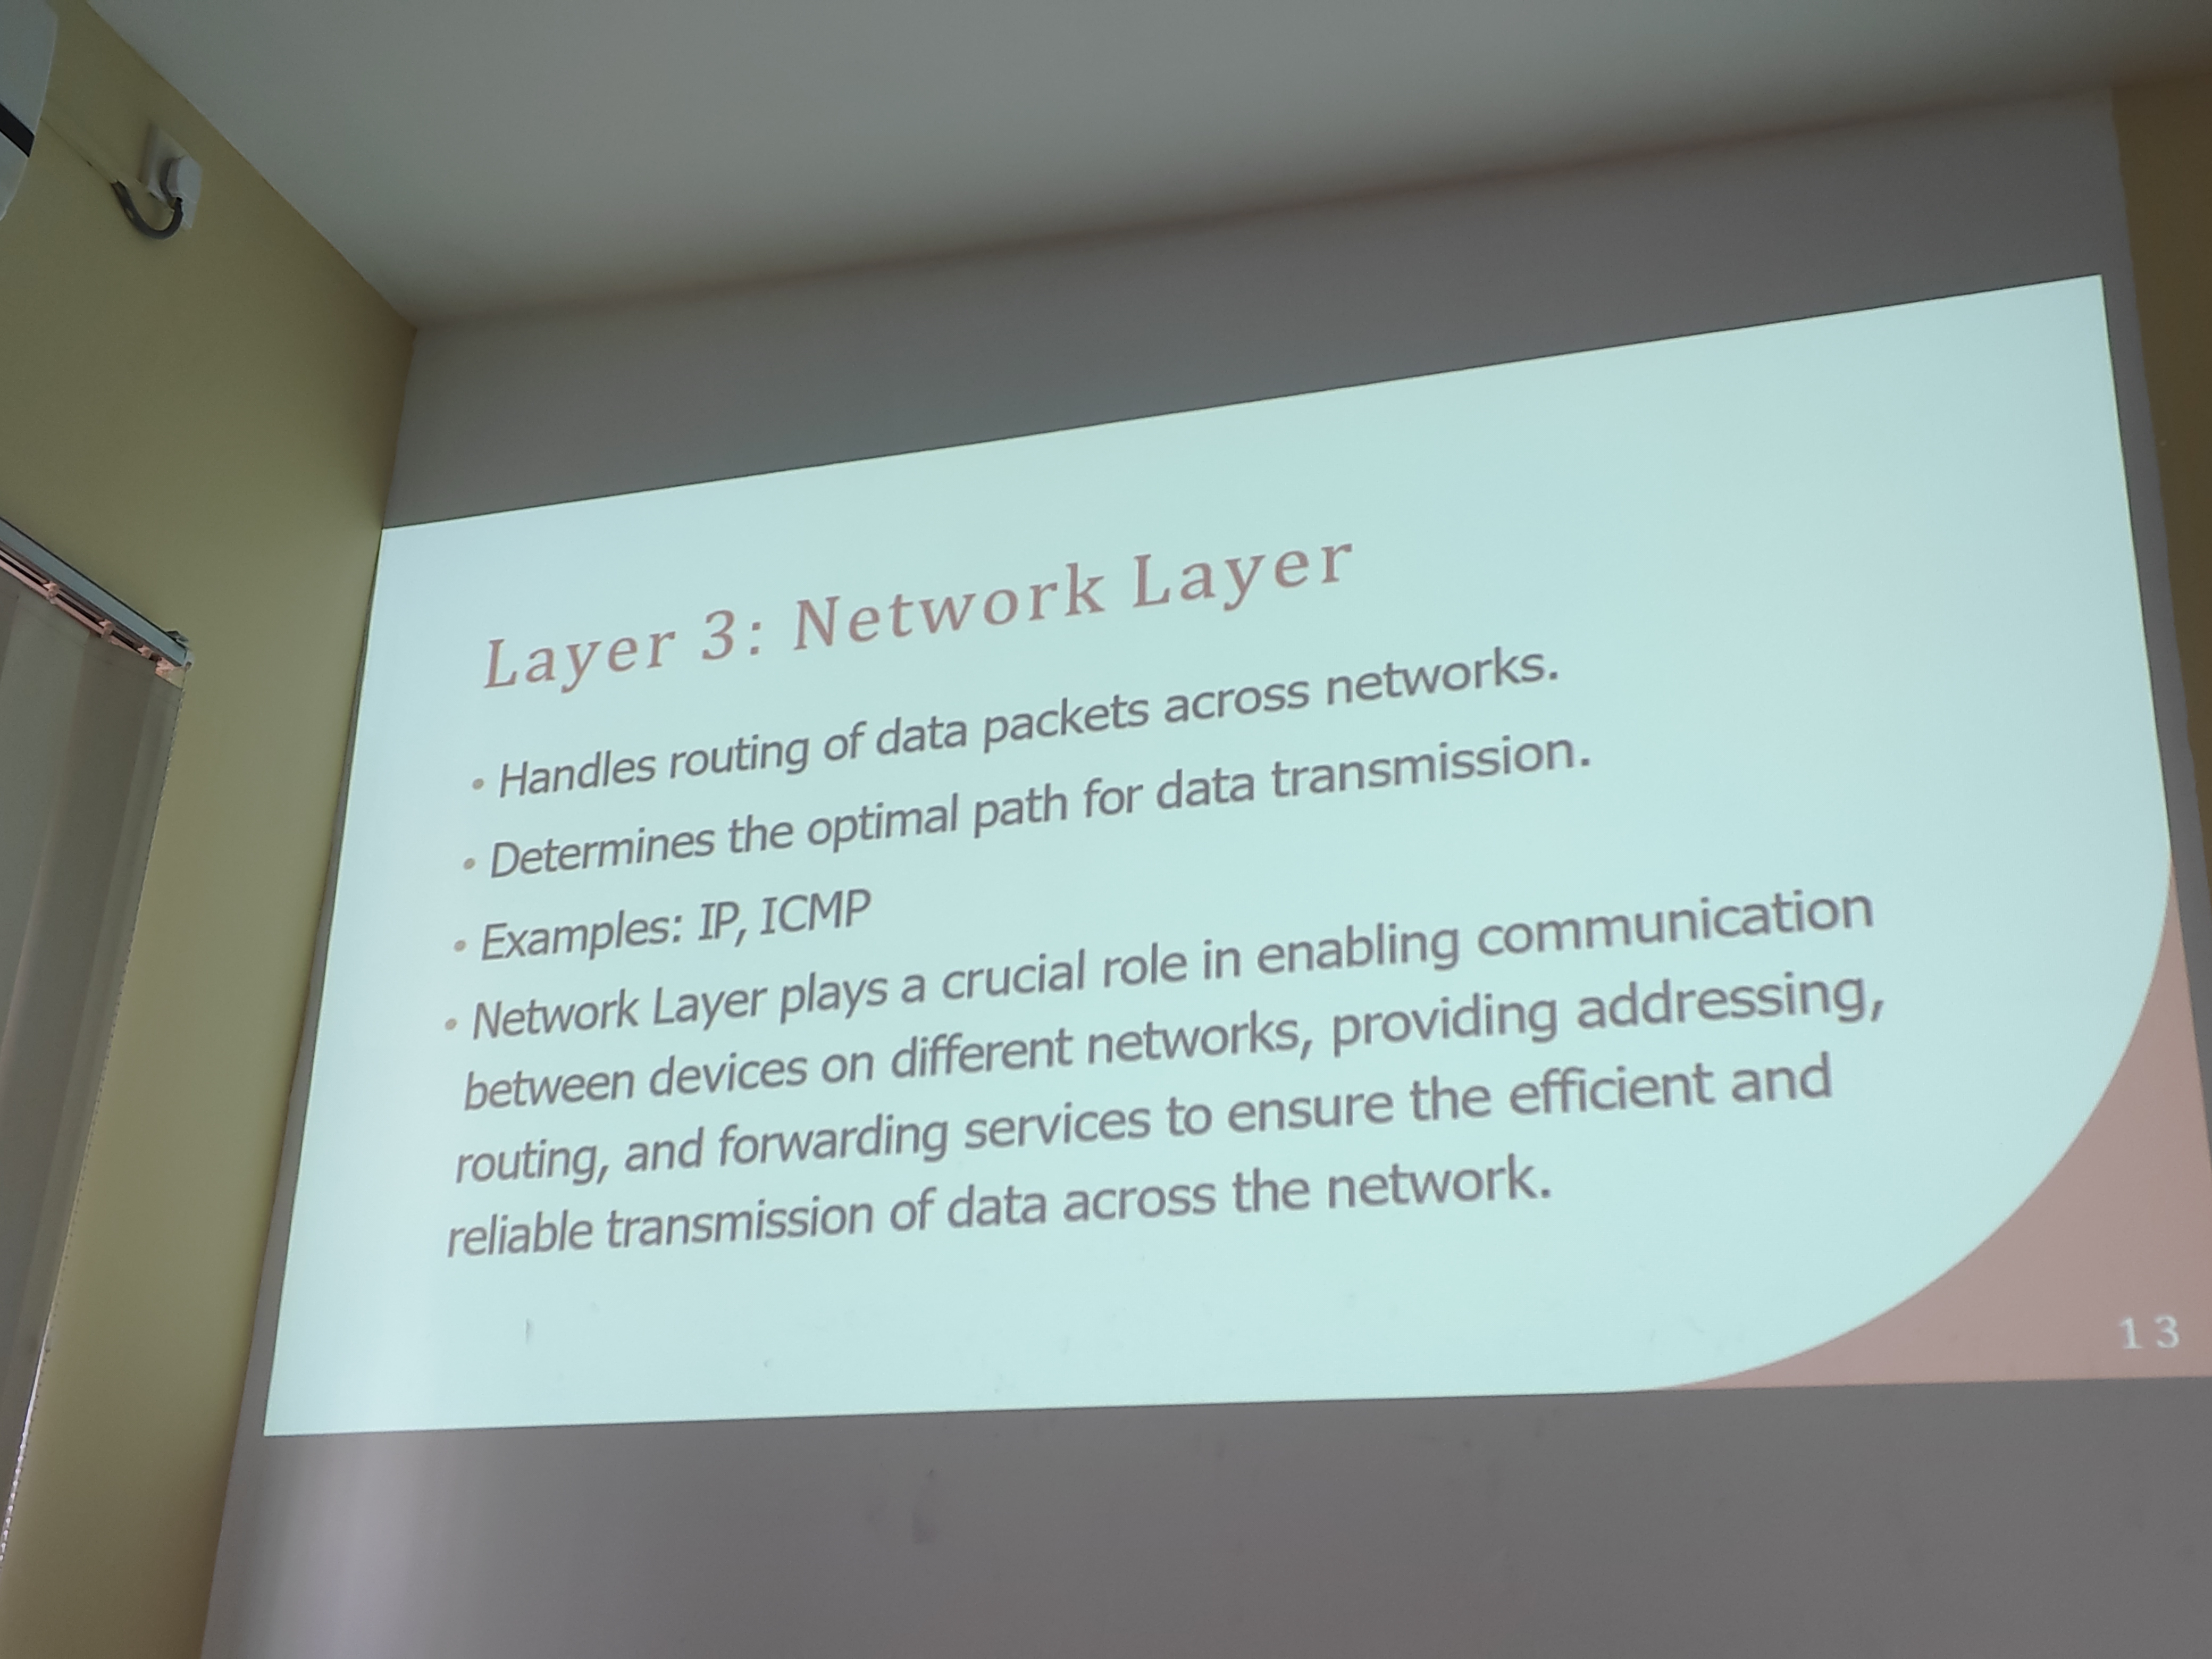 Layer 3: Network Layer
• Handles routing of data packets across networks.
• Determines the optimal path for data transmission.
• Examples: IP, ICMP
• Network Layer plays a crucial role in enabling communication
between devices on different networks, providing addressing,
routing, and forwarding services to ensure the efficient and
reliable transmission of data across the network.
13